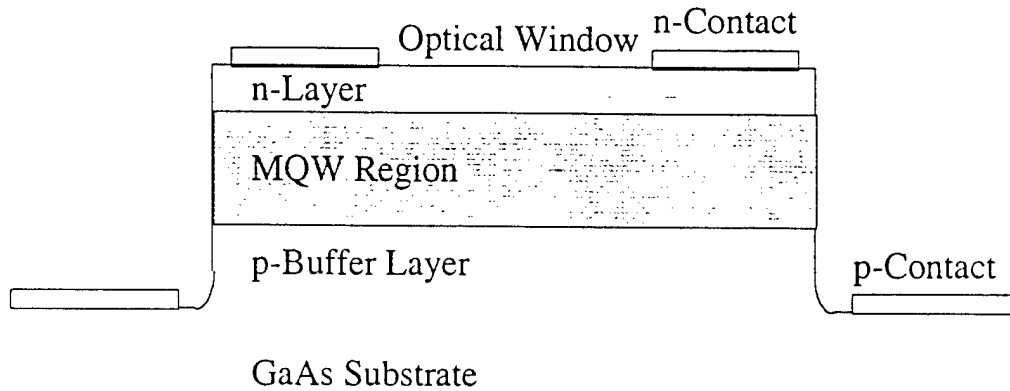 n-Contact
Optical Window
n-Layer
MQW Region
p-Buffer Layer
p-Contact
GaAs Substrate